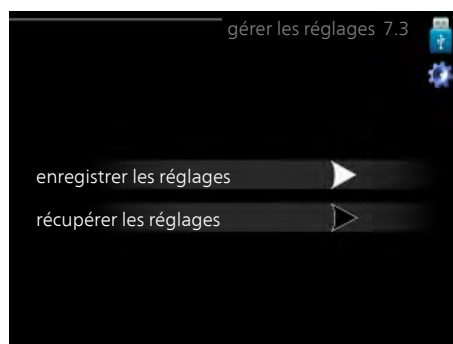 gérer les réglages 7.3
enregistrer les réglages
récupérer les réglages